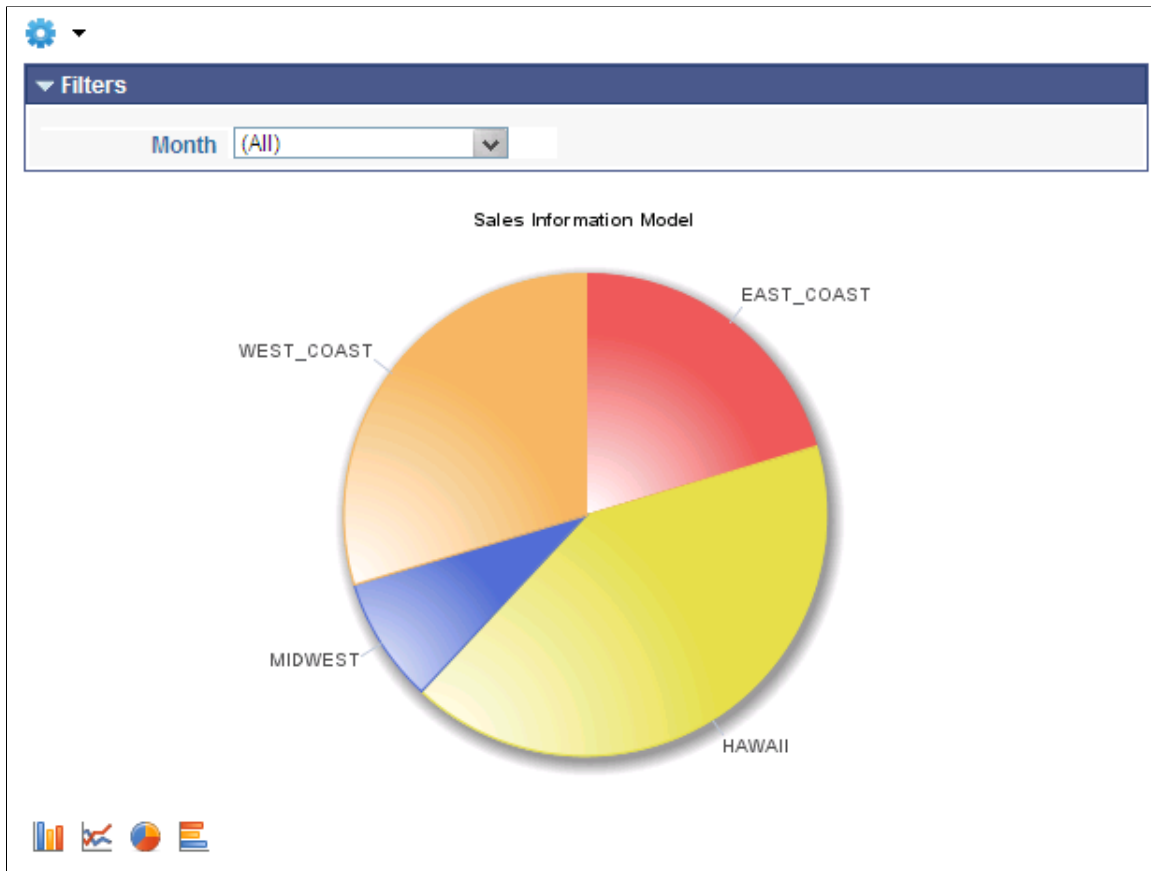 Filters
Month (All)
Sales Information Model
EAST_COAST
WEST_COAST
MIDWEST
HAWAII